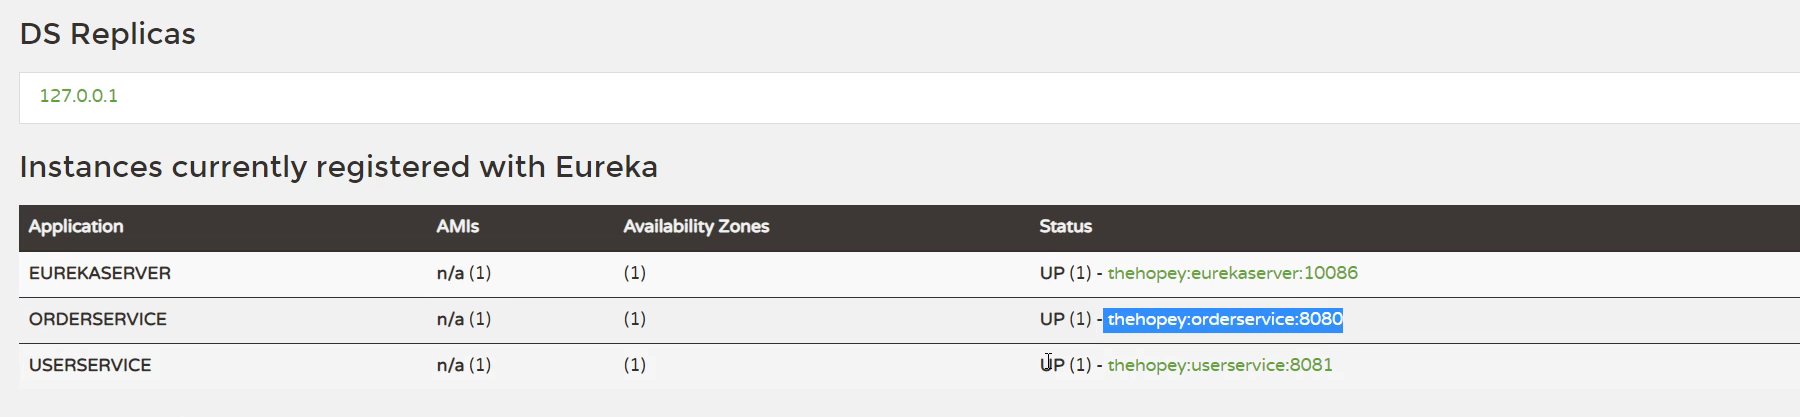 DS Replicas
127.0.0.1
Instances currently registered with Eureka
Application AMIs Availability Zones Status
EUREKASERVER n/a (1) (1) UP (1) - thehopey:eurekaserver:10086
ORDERSERVICE n/a (1) (1) UP (1) - thehopey:orderservice:8080
USERSERVICE n/a (1) (1) UP (1) - thehopey:userservice:8081